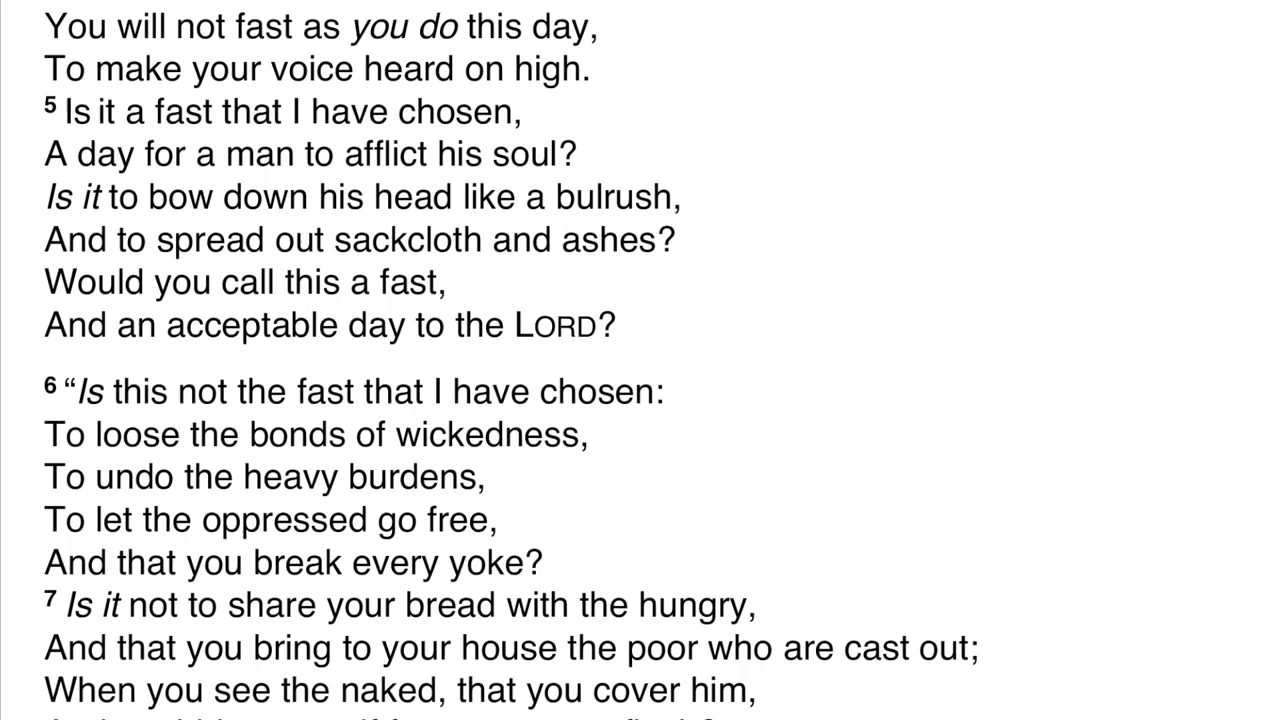 You will not fast as you do this day,
To make your voice heard on high.
5 Is it a fast that I have chosen,
A day for a man to afflict his soul?
Is it to bow down his head like a bulrush,
And to spread out sackcloth and ashes?
Would you call this a fast,
And an acceptable day to the LORD?
6 “Is this not the fast that I have chosen:
To loose the bonds of wickedness,
To undo the heavy burdens,
To let the oppressed go free,
And that you break every yoke?
7 Is it not to share your bread with the hungry,
And that you bring to your house the poor who are cast out;
When you see the naked, that you cover him,